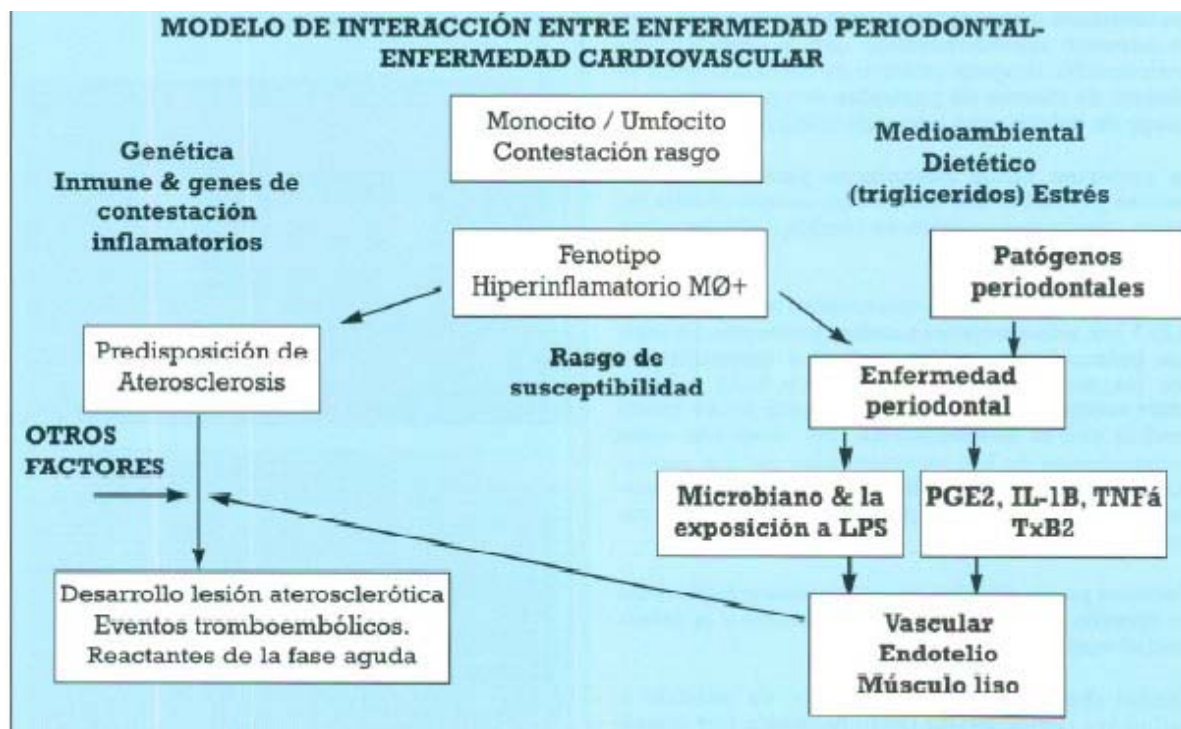 MODELO DE INTERACCIÓN ENTRE ENFERMEDAD PERIODONTAL-
ENFERMEDAD CARDIOVASCULAR
Monocito / Umfocito
Contestación rasgo
Genética
Inmune & genes de
contestación
inflamatorios
Medioambiental
Dietético
(trigliceridos) Estrés
Fenotipo
Hiperinflamatorio MØ+
Patógenos
periodontales
Predisposición de
Aterosclerosis
Rasgo de
susceptibilidad
Enfermedad
periodontal
OTROS
FACTORES
Microbiano & la
exposición a LPS
PGE2, IL-1B, TNFá
TxB2
Desarrollo lesión aterosclerótica
Eventos tromboembólicos.
Reactantes de la fase aguda
Vascular
Endotelio
Músculo liso